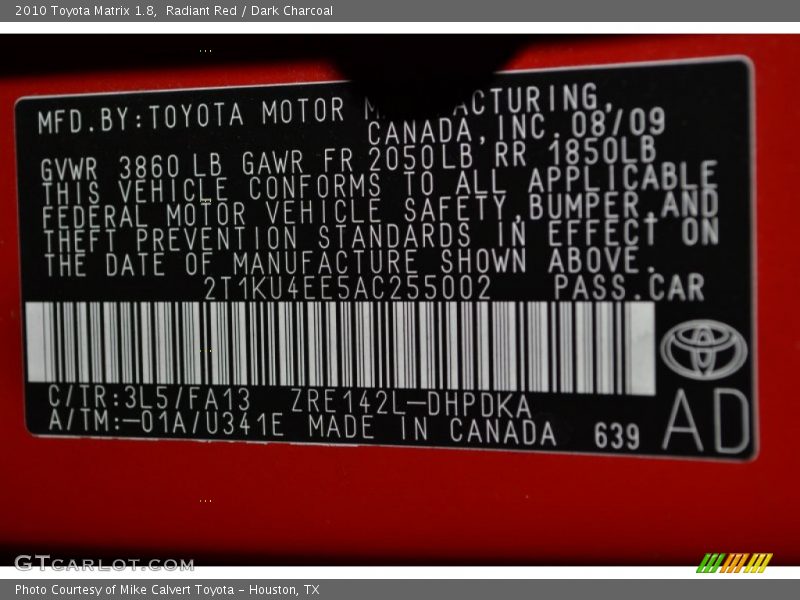 2010 Toyota Matrix 1.8,  Radiant Red / Dark Charcoal
MFD.BY:TOYOTA MOTOR
CANADA,INC.08/09
GVWR 3860 LB GAWR FR 2050LB RR 1850LB
THIS VEHICLE CONFORMS TO ALL APPLICABLE
FEDERAL MOTOR VEHICLE SAFETY,BUMPER,AND
THEFT PREVENTION STANDARDS IN EFFECT ON
THE DATE OF MANUFACTURE SHOWN ABOVE.
2T1KU4EE5AC255002 PASS.CAR
C/TR:3L5/FA13 ZRE142L-DHPDKA
A/TM:-01A/U341E MADE IN CANADA 639
AD
GTCARLOT.COM
Photo Courtesy of Mike Calvert Toyota - Houston, TX